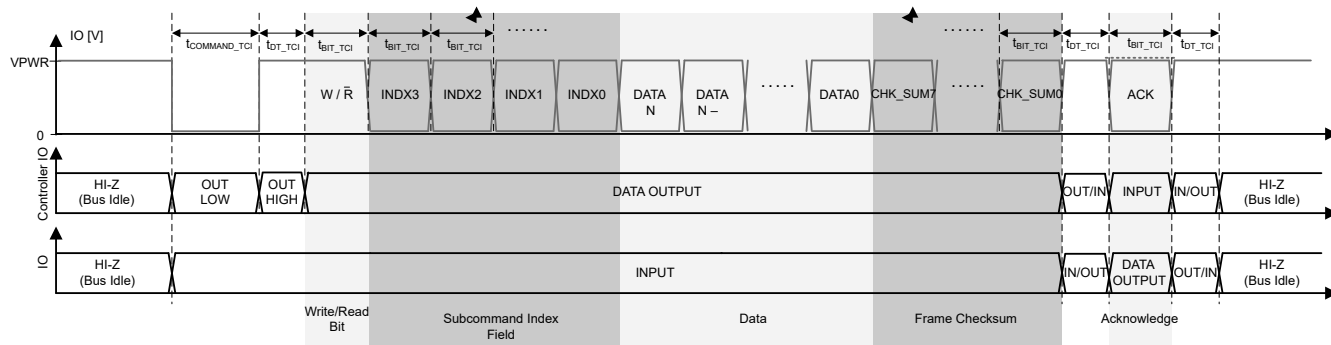 IO [V]
tCOMMAND_TCI
tDT_TCI
tBIT_TCI
tBIT_TCI
tBIT_TCI
......
......
tBIT_TCI
tDT_TCI
tBIT_TCI
tDT_TCI
VPWR
0
W / R̅
INDX3
INDX2
INDX1
INDX0
DATA
N
DATA
N –
.....
DATA0
CHK_SUM7
.....
CHK_SUM0
ACK
Controller IO
HI-Z
(Bus Idle)
OUT
LOW
OUT
HIGH
DATA OUTPUT
OUT/IN
INPUT
IN/OUT
HI-Z
(Bus Idle)
IO
HI-Z
(Bus Idle)
INPUT
IN/OUT
DATA
OUTPUT
OUT/IN
HI-Z
(Bus Idle)
Write/Read
Bit
Subcommand Index
Field
Data
Frame Checksum
Acknowledge